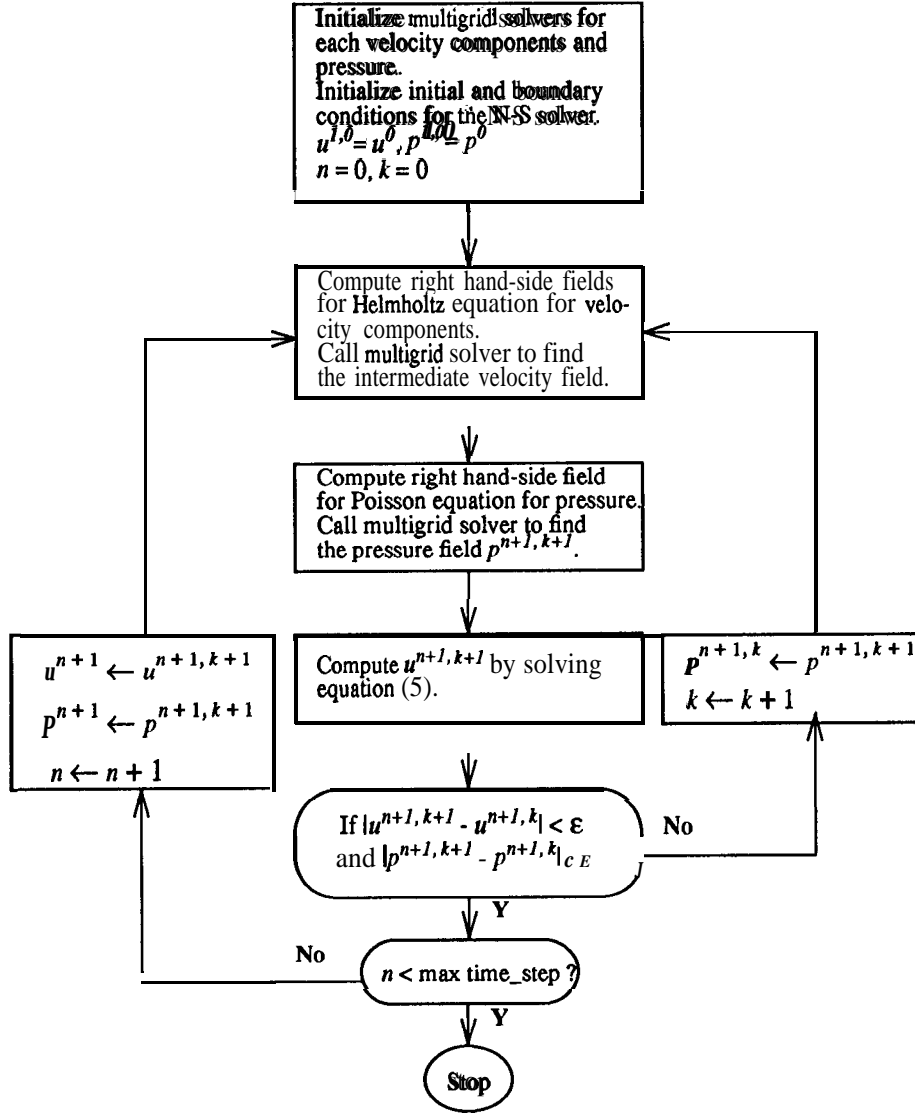 Initialize multigrid solvers for
each velocity components and
pressure.
Initialize initial and boundary
conditions for the N-S solver.
u^{1,0} = u^0, p^{1,0} = p^0
n = 0, k = 0
Compute right hand-side fields
for Helmholtz equation for velo-
city components.
Call multigrid solver to find
the intermediate velocity field.
Compute right hand-side field
for Poisson equation for pressure.
Call multigrid solver to find
the pressure field p^{n+1, k+1}.
u^{n+1} ← u^{n+1, k+1}
P^{n+1} ← p^{n+1, k+1}
n ← n + 1
Compute u^{n+1, k+1} by solving
equation (5).
p^{n+1, k} ← p^{n+1, k+1}
k ← k + 1
If |u^{n+1, k+1} - u^{n+1, k}| < ε
and |p^{n+1, k+1} - p^{n+1, k}| c E
No
Y
No
n < max time_step ?
Y
Stop